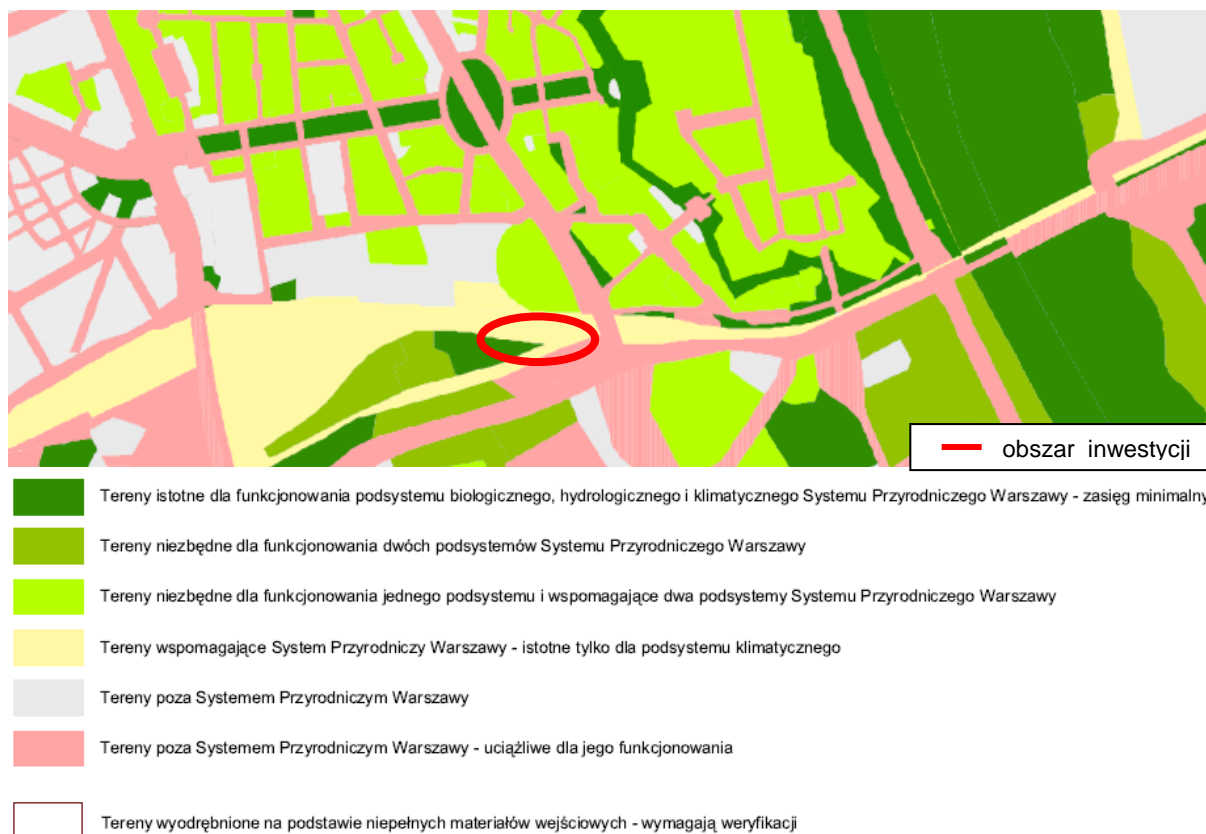 obszar inwestycji
Tereny istotne dla funkcjonowania podsystemu biologicznego, hydrologicznego i klimatycznego Systemu Przyrodniczego Warszawy - zasięg minimalny
Tereny niezbędne dla funkcjonowania dwóch podsystemów Systemu Przyrodniczego Warszawy
Tereny niezbędne dla funkcjonowania jednego podsystemu i wspomagające dwa podsystemy Systemu Przyrodniczego Warszawy
Tereny wspomagające System Przyrodniczy Warszawy - istotne tylko dla podsystemu klimatycznego
Tereny poza Systemem Przyrodniczym Warszawy
Tereny poza Systemem Przyrodniczym Warszawy - uciążliwe dla jego funkcjonowania
Tereny wyodrębnione na podstawie niepełnych materiałów wejściowych - wymagają weryfikacji